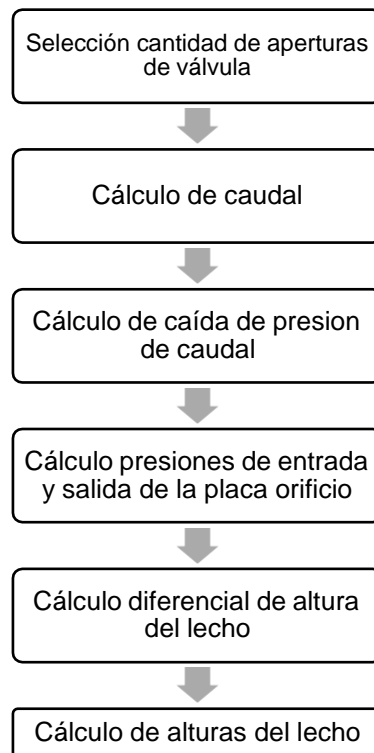 Selección cantidad de aperturas
de válvula
Cálculo de caudal
Cálculo de caída de presion
de caudal
Cálculo presiones de entrada
y salida de la placa orificio
Cálculo diferencial de altura
del lecho
Cálculo de alturas del lecho